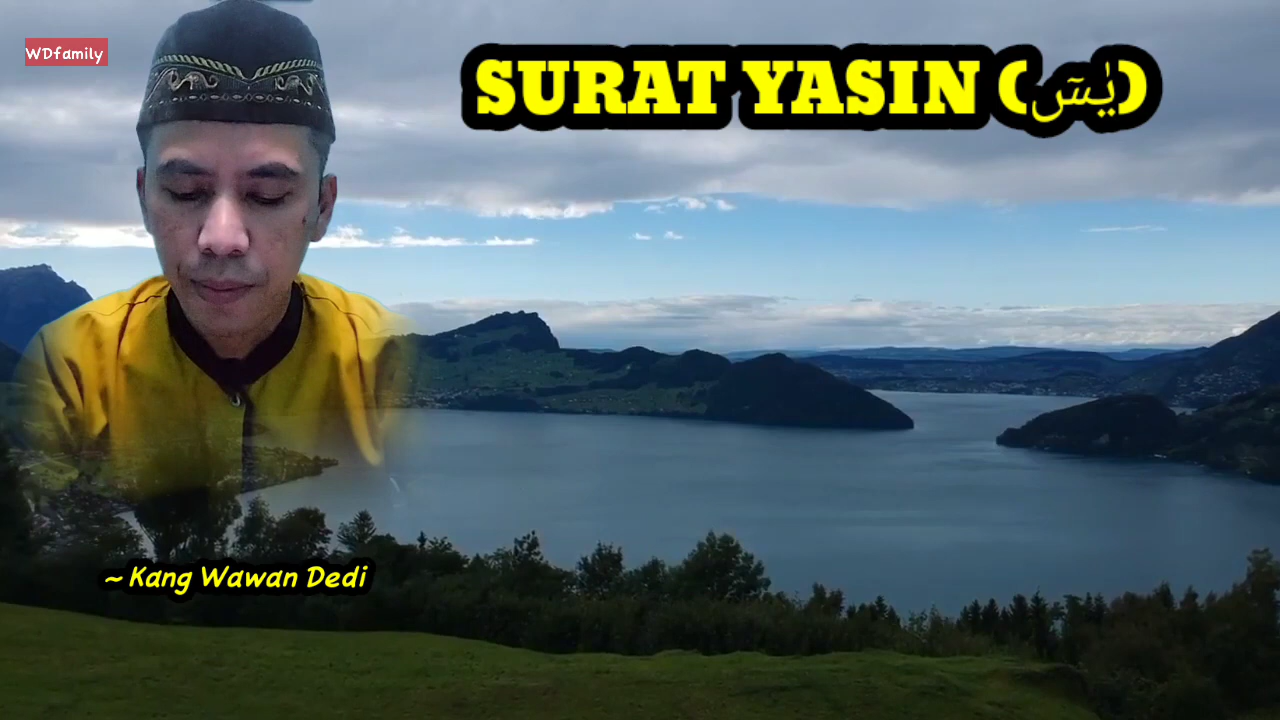 WDfamily
SURAT YASIN (يٰسٓ)
~ Kang Wawan Dedi